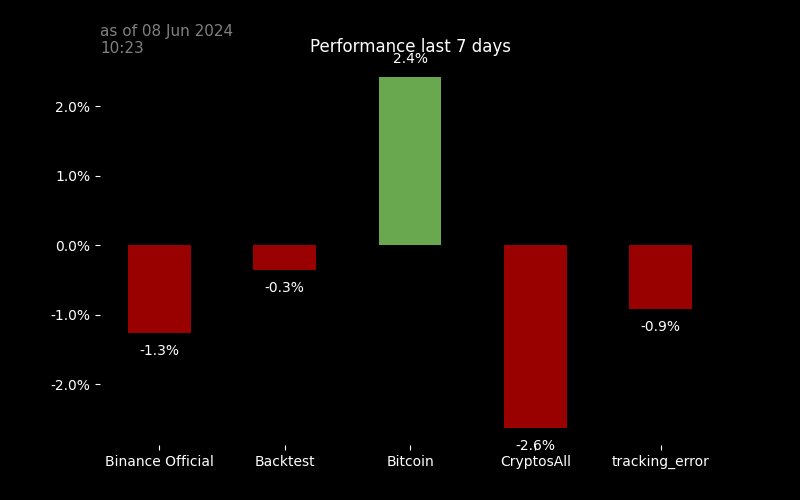 as of 08 Jun 2024
10:23
Performance last 7 days
2.4%
2.0%
1.0%
0.0%
-1.0%
-2.0%
-1.3%
-0.3%
-2.6%
-0.9%
Binance Official
Backtest
Bitcoin
CryptosAll
tracking_error